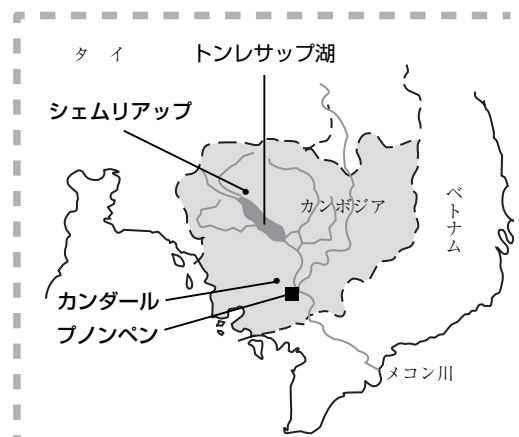 タイ
トンレサップ湖
シェムリアップ
カンボジア
ベトナム
カンダール
プノンペン
メコン川